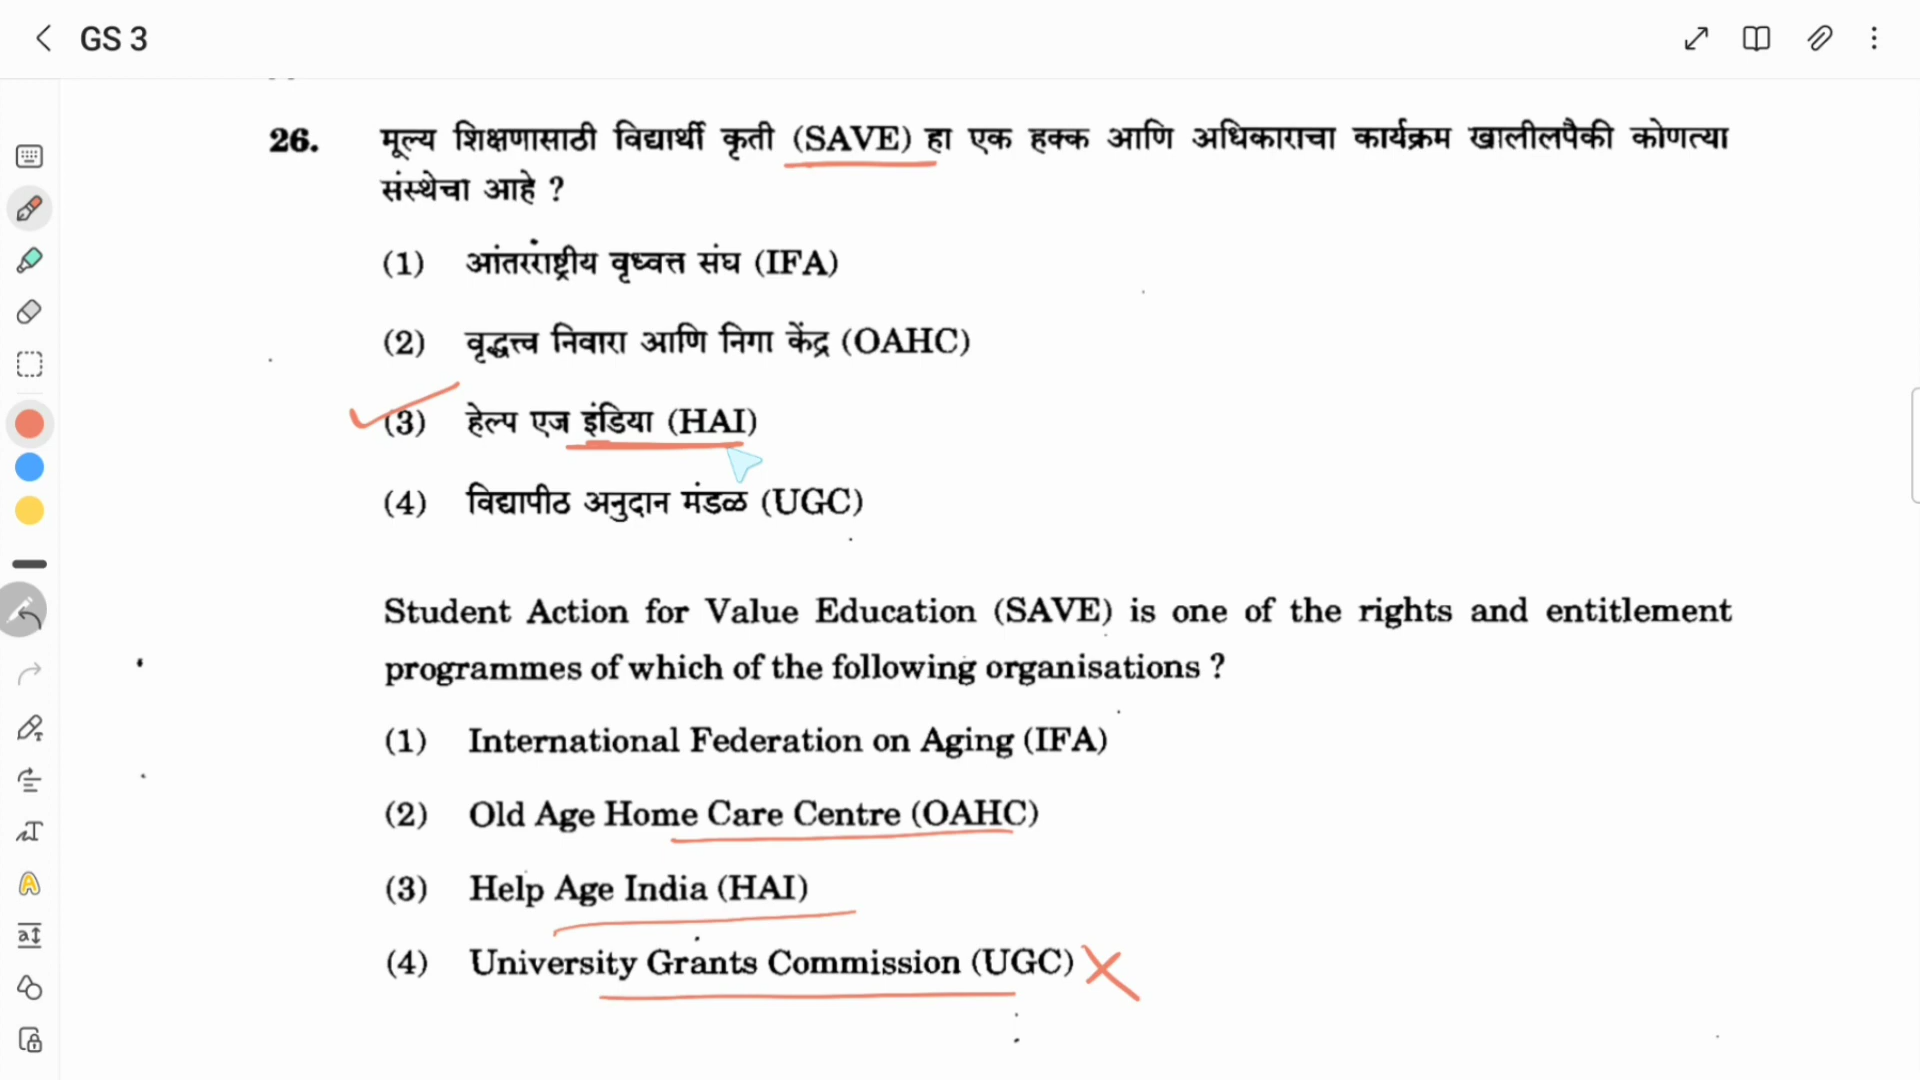 GS 3
26. मूल्य शिक्षणासाठी विद्यार्थी कृती (SAVE) हा एक हक्क आणि अधिकाराचा कार्यक्रम खालीलपैकी कोणत्या
संस्थेचा आहे ?
(1) आंतरराष्ट्रीय वृध्वत्त संघ (IFA)
(2) वृद्धत्त्व निवारा आणि निगा केंद्र (OAHC)
(3) हेल्प एज इंडिया (HAI)
(4) विद्यापीठ अनुदान मंडळ (UGC)
Student Action for Value Education (SAVE) is one of the rights and entitlement
programmes of which of the following organisations ?
(1) International Federation on Aging (IFA)
(2) Old Age Home Care Centre (OAHC)
(3) Help Age India (HAI)
(4) University Grants Commission (UGC)